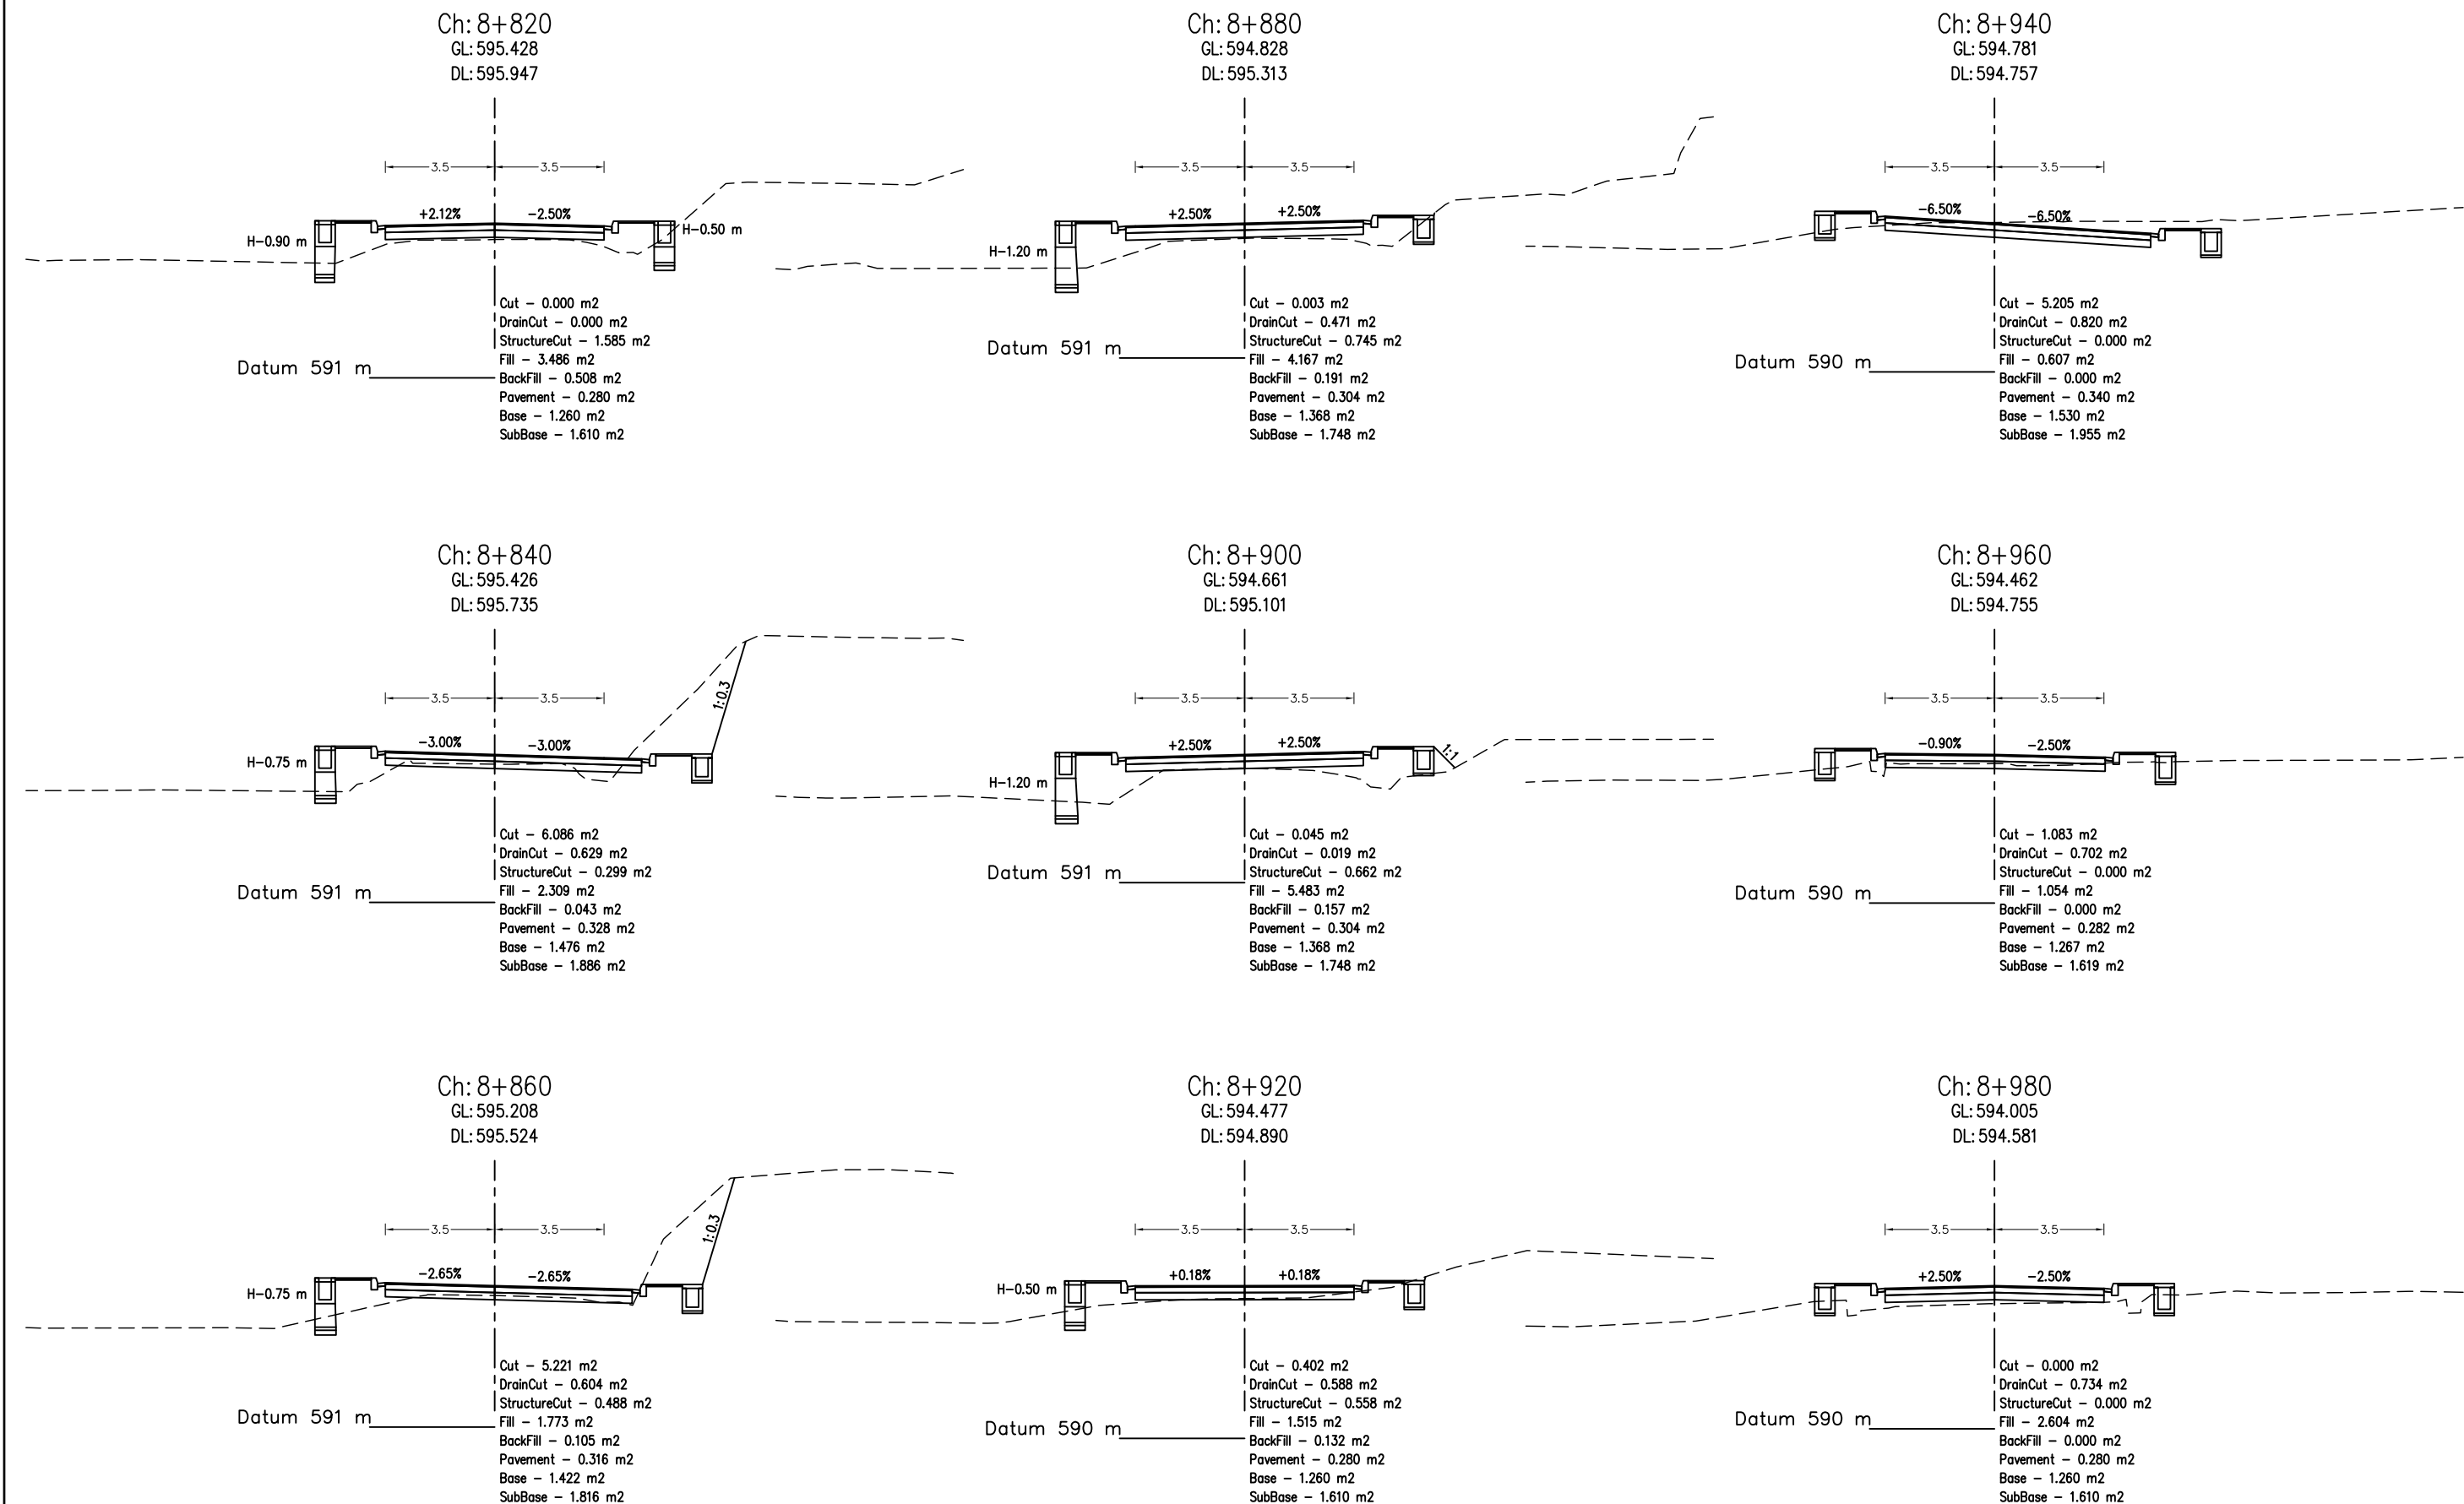 Ch: 8+820
GL: 595.428
DL: 595.947
3.5
3.5
+2.12%
-2.50%
H-0.90 m
H-0.50 m
Cut - 0.000 m2
DrainCut - 0.000 m2
StructureCut - 1.585 m2
Fill - 3.486 m2
BackFill - 0.508 m2
Pavement - 0.280 m2
Base - 1.260 m2
SubBase - 1.610 m2
Datum 591 m
Ch: 8+880
GL: 594.828
DL: 595.313
3.5
3.5
+2.50%
+2.50%
H-1.20 m
Cut - 0.003 m2
DrainCut - 0.471 m2
StructureCut - 0.745 m2
Fill - 4.167 m2
BackFill - 0.191 m2
Pavement - 0.304 m2
Base - 1.368 m2
SubBase - 1.748 m2
Datum 591 m
Ch: 8+940
GL: 594.781
DL: 594.757
3.5
3.5
-6.50%
-6.50%
Cut - 5.205 m2
DrainCut - 0.820 m2
StructureCut - 0.000 m2
Fill - 0.607 m2
BackFill - 0.000 m2
Pavement - 0.340 m2
Base - 1.530 m2
SubBase - 1.955 m2
Datum 590 m
Ch: 8+840
GL: 595.426
DL: 595.735
3.5
3.5
-3.00%
-3.00%
1:0.3
H-0.75 m
Cut - 6.086 m2
DrainCut - 0.629 m2
StructureCut - 0.299 m2
Fill - 2.309 m2
BackFill - 0.043 m2
Pavement - 0.328 m2
Base - 1.476 m2
SubBase - 1.886 m2
Datum 591 m
Ch: 8+900
GL: 594.661
DL: 595.101
3.5
3.5
+2.50%
+2.50%
1:1
H-1.20 m
Cut - 0.045 m2
DrainCut - 0.019 m2
StructureCut - 0.662 m2
Fill - 5.483 m2
BackFill - 0.157 m2
Pavement - 0.304 m2
Base - 1.368 m2
SubBase - 1.748 m2
Datum 591 m
Ch: 8+960
GL: 594.462
DL: 594.755
3.5
3.5
-0.90%
-2.50%
Cut - 1.083 m2
DrainCut - 0.702 m2
StructureCut - 0.000 m2
Fill - 1.054 m2
BackFill - 0.000 m2
Pavement - 0.282 m2
Base - 1.267 m2
SubBase - 1.619 m2
Datum 590 m
Ch: 8+860
GL: 595.208
DL: 595.524
3.5
3.5
-2.65%
-2.65%
1:0.3
H-0.75 m
Cut - 5.221 m2
DrainCut - 0.604 m2
StructureCut - 0.488 m2
Fill - 1.773 m2
BackFill - 0.105 m2
Pavement - 0.316 m2
Base - 1.422 m2
SubBase - 1.816 m2
Datum 591 m
Ch: 8+920
GL: 594.477
DL: 594.890
3.5
3.5
+0.18%
+0.18%
H-0.50 m
Cut - 0.402 m2
DrainCut - 0.588 m2
StructureCut - 0.558 m2
Fill - 1.515 m2
BackFill - 0.132 m2
Pavement - 0.280 m2
Base - 1.260 m2
SubBase - 1.610 m2
Datum 590 m
Ch: 8+980
GL: 594.005
DL: 594.581
3.5
3.5
+2.50%
-2.50%
Cut - 0.000 m2
DrainCut - 0.734 m2
StructureCut - 0.000 m2
Fill - 2.604 m2
BackFill - 0.000 m2
Pavement - 0.280 m2
Base - 1.260 m2
SubBase - 1.610 m2
Datum 590 m